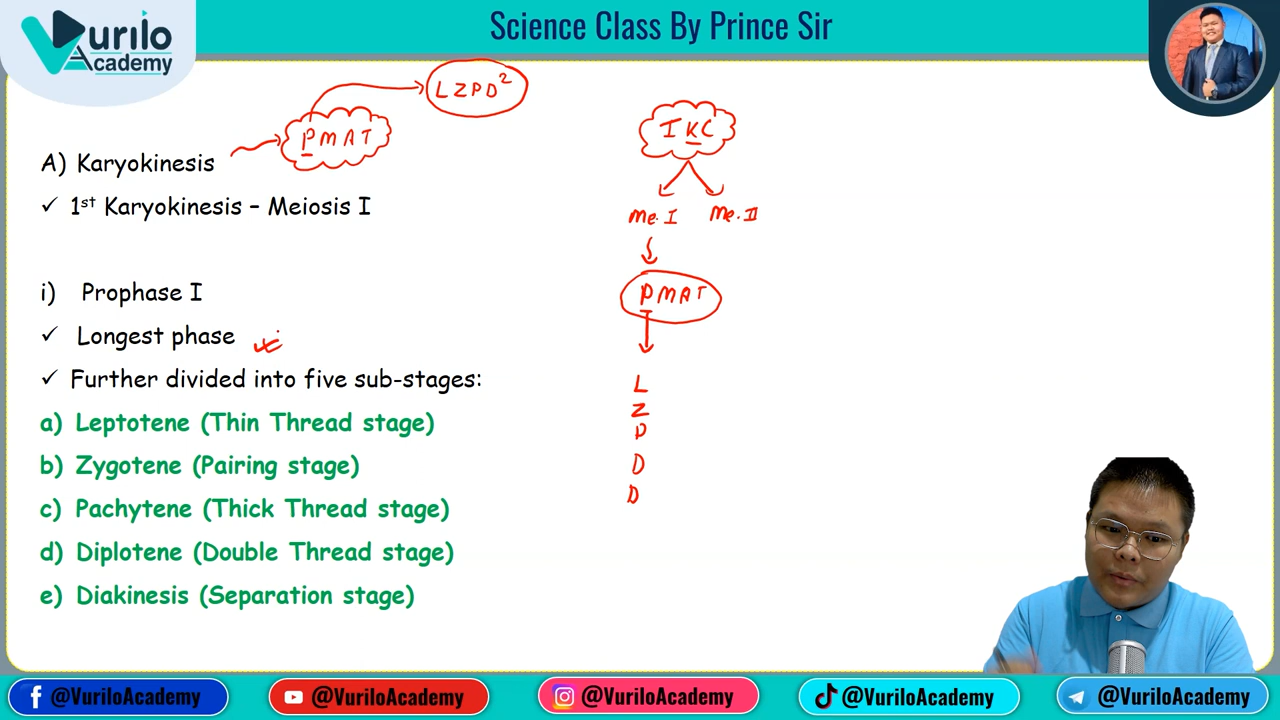 Vurilo
Academy
Science Class By Prince Sir
LZPD²
PMAT
A) Karyokinesis
✓ 1st Karyokinesis – Meiosis I
i) Prophase I
✓ Longest phase
✓ Further divided into five sub-stages:
a) Leptotene (Thin Thread stage)
b) Zygotene (Pairing stage)
c) Pachytene (Thick Thread stage)
d) Diplotene (Double Thread stage)
e) Diakinesis (Separation stage)
IKC
Me. I Me. II
PMAT
L
Z
P
D
D
@VuriloAcademy @VuriloAcademy @VuriloAcademy @VuriloAcademy @VuriloAcademy